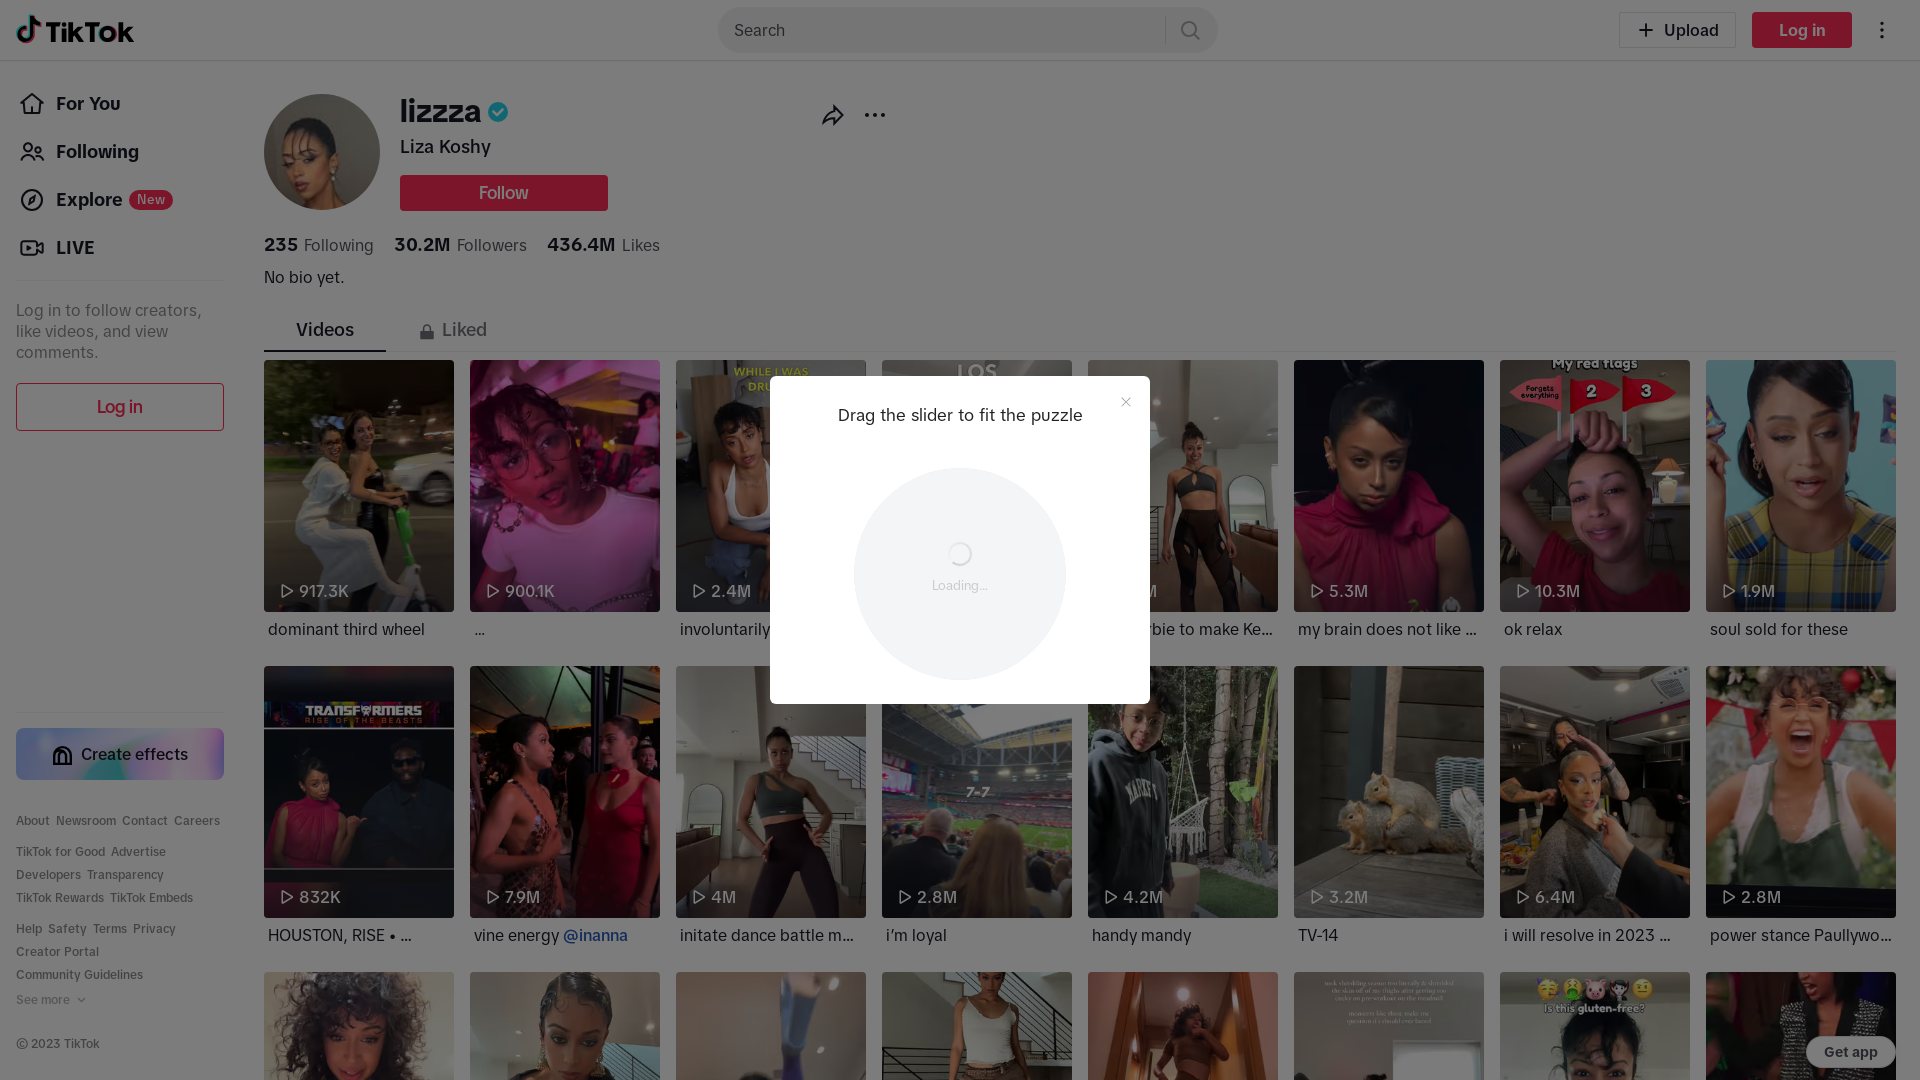 TikTok
Search
Upload
Log in
For You
Following
Explore New
LIVE
Log in to follow creators,
like videos, and view
comments.
Log in
Create effects
About Newsroom Contact Careers
TikTok for Good Advertise
Developers Transparency
TikTok Rewards TikTok Embeds
Help Safety Terms Privacy
Creator Portal
Community Guidelines
See more
© 2023 TikTok
lizzza
Liza Koshy
Follow
235 Following 30.2M Followers 436.4M Likes
No bio yet.
Videos Liked
WHILE I WAS
LOS
My red flags
Forgets
everything
2
3
Drag the slider to fit the puzzle
Loading...
917.3K
900.1K
2.4M
5.3M
10.3M
1.9M
dominant third wheel
...
involuntarily
to make Ke...
my brain does not like ...
ok relax
soul sold for these
TRANSFORMERS
RISE OF THE BEASTS
7-7
832K
7.9M
4M
2.8M
4.2M
3.2M
6.4M
2.8M
HOUSTON, RISE • ...
vine energy @inanna
initate dance battle m...
i’m loyal
handy mandy
TV-14
i will resolve in 2023 ...
power stance Paullywo...
Is this gluten-free?
Get app